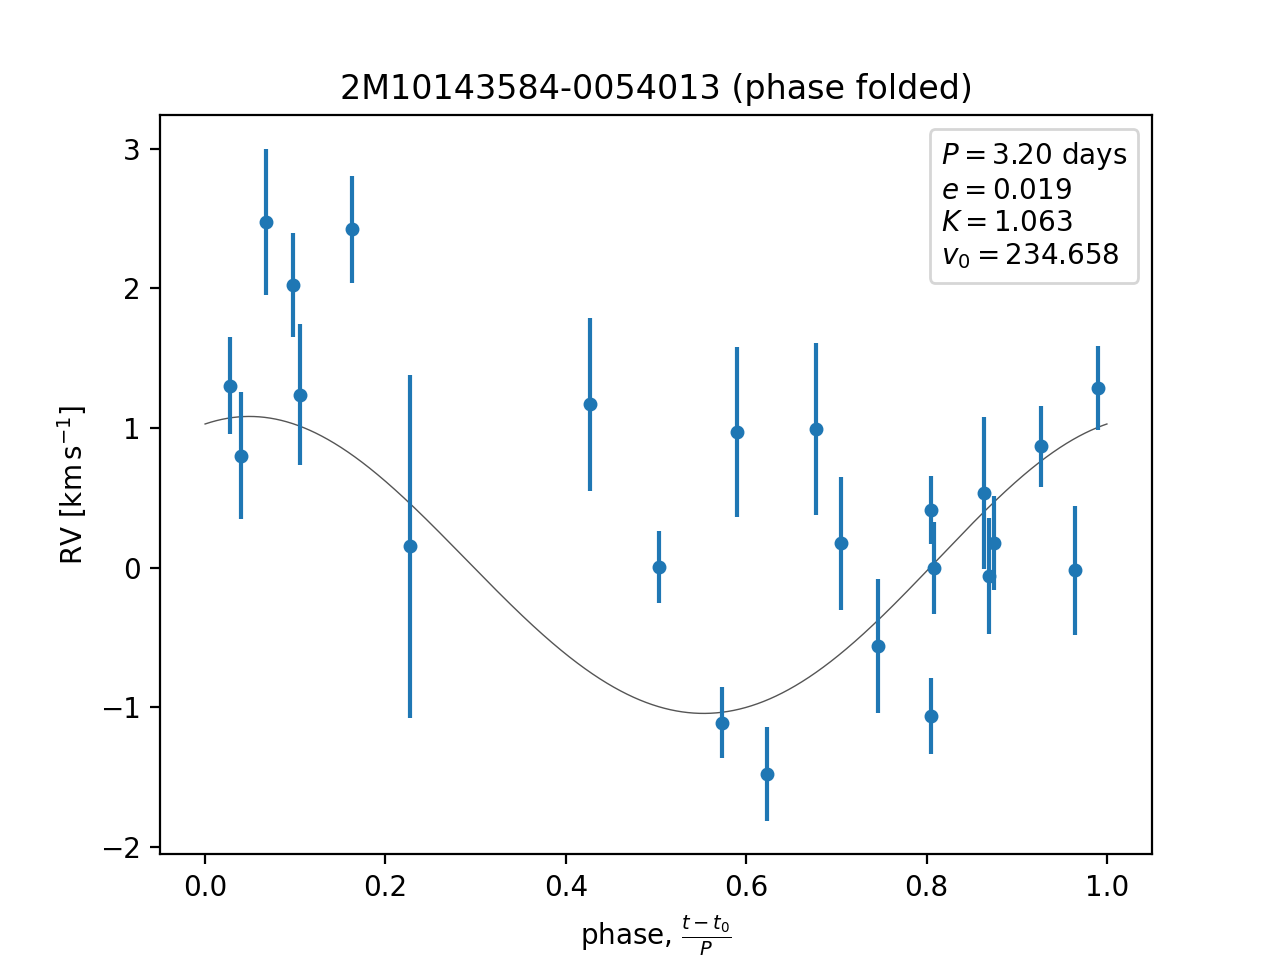 2M10143584-0054013 (phase folded)
P = 3.20 days
e = 0.019
K = 1.063
v₀ = 234.658
3
2
1
0
−1
−2
RV [km s⁻¹]
0.0 0.2 0.4 0.6 0.8 1.0
phase, (t − t₀)/P